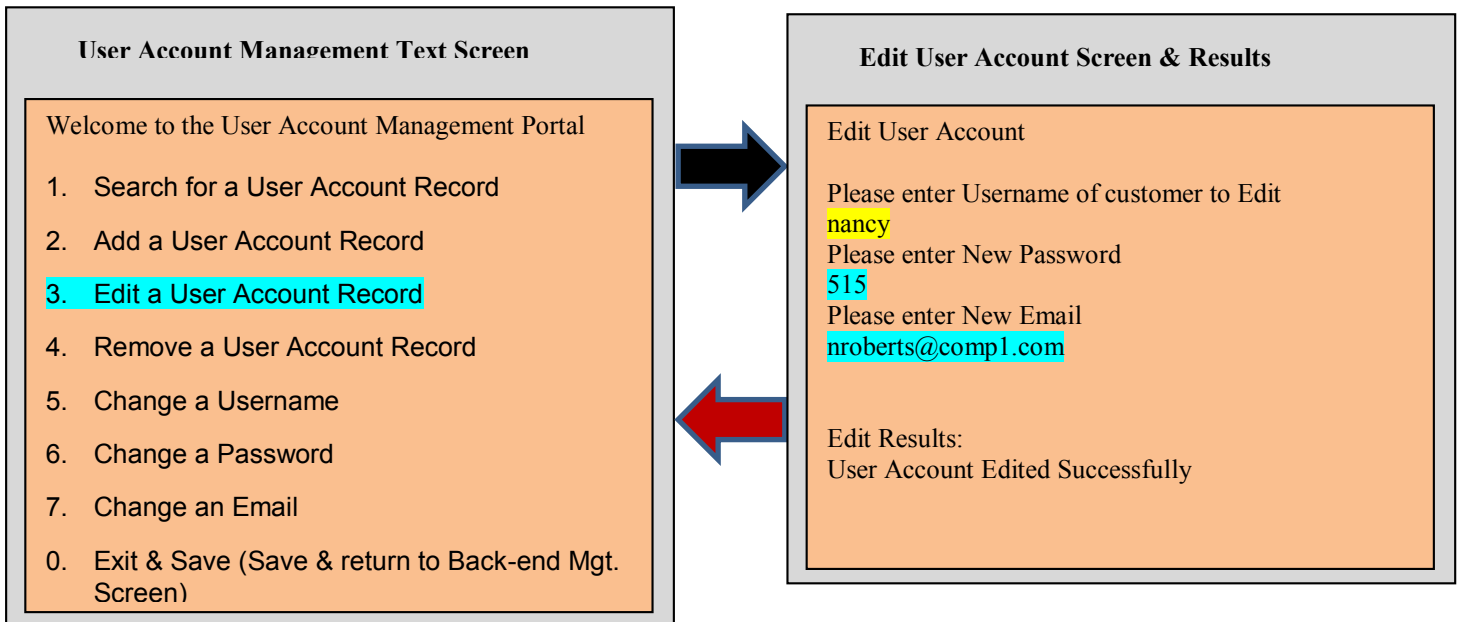 User Account Management Text Screen
Welcome to the User Account Management Portal
1. Search for a User Account Record
2. Add a User Account Record
3. Edit a User Account Record
4. Remove a User Account Record
5. Change a Username
6. Change a Password
7. Change an Email
0. Exit & Save (Save & return to Back-end Mgt.
Screen)
Edit User Account Screen & Results
Edit User Account
Please enter Username of customer to Edit
nancy
Please enter New Password
515
Please enter New Email
nroberts@comp1.com
Edit Results:
User Account Edited Successfully